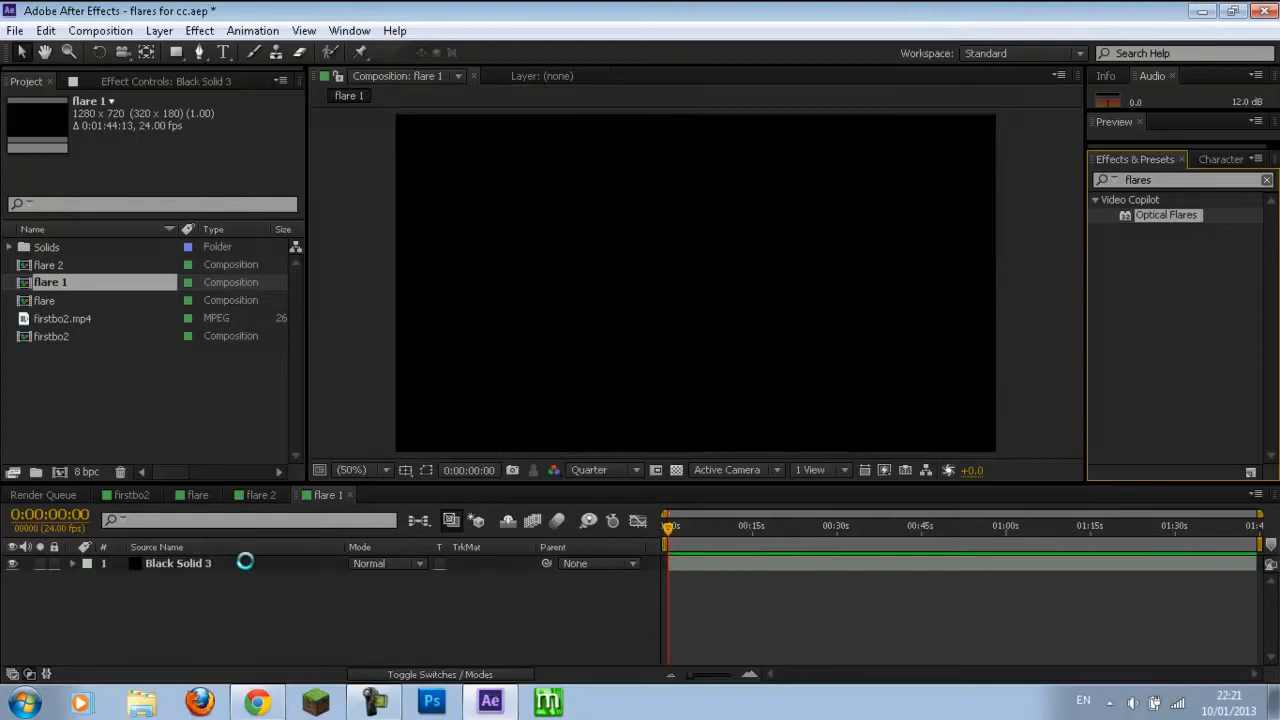 Adobe After Effects - flares for cc.aep *
File Edit Composition Layer Effect Animation View Window Help
Workspace: Standard Search Help
Project Effect Controls: Black Solid 3 Composition: flare 1 Layer: (none) Info Audio
flare 1
1280 x 720 (320 x 180) (1.00)
Δ 0:01:44:13, 24.00 fps
flare 1
0.0 12.0 dB
Preview
Effects & Presets Character
flares
Video Copilot
32 Optical Flares
Name Type Size
Solids Folder
flare 2 Composition
flare 1 Composition
flare Composition
firstbo2.mp4 MPEG 26
firstbo2 Composition
8 bpc (50%) 0:00:00:00 Quarter Active Camera 1 View +0.0
Render Queue firstbo2 flare flare 2 flare 1
0:00:00:00
00000 (24.00 fps)
00:15s 00:30s 00:45s 01:00s 01:15s 01:30s
# Source Name Mode T TrkMat Parent
1 Black Solid 3 Normal None
Toggle Switches / Modes
Ps Ae m EN 22:21
10/01/2013